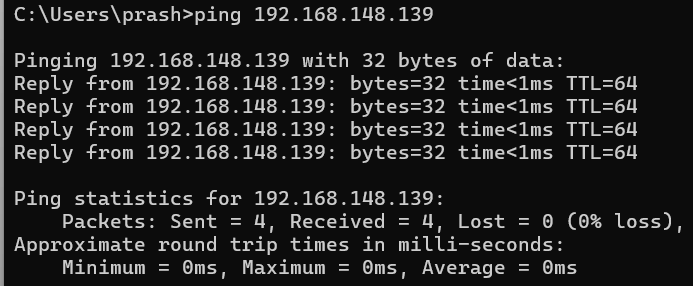 C:\Users\prash>ping 192.168.148.139
Pinging 192.168.148.139 with 32 bytes of data:
Reply from 192.168.148.139: bytes=32 time<1ms TTL=64
Reply from 192.168.148.139: bytes=32 time<1ms TTL=64
Reply from 192.168.148.139: bytes=32 time<1ms TTL=64
Reply from 192.168.148.139: bytes=32 time<1ms TTL=64
Ping statistics for 192.168.148.139:
    Packets: Sent = 4, Received = 4, Lost = 0 (0% loss),
Approximate round trip times in milli-seconds:
    Minimum = 0ms, Maximum = 0ms, Average = 0ms